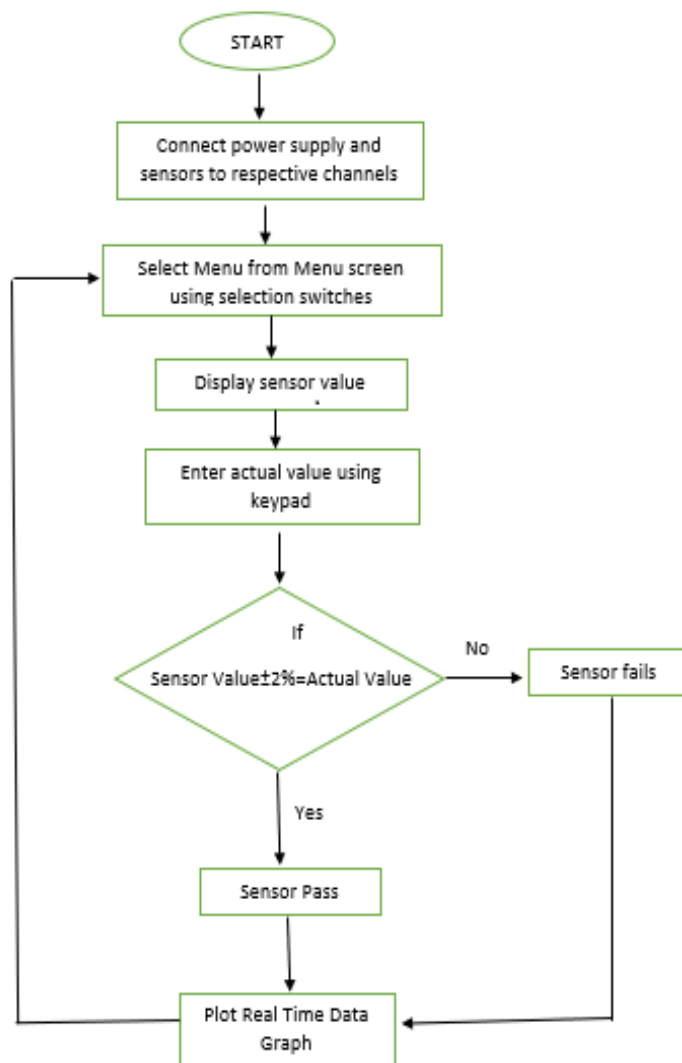 START
Connect power supply and
sensors to respective channels
Select Menu from Menu screen
using selection switches
Display sensor value
Enter actual value using
keypad
If
Sensor Value±2%=Actual Value
No
Sensor fails
Yes
Sensor Pass
Plot Real Time Data
Graph